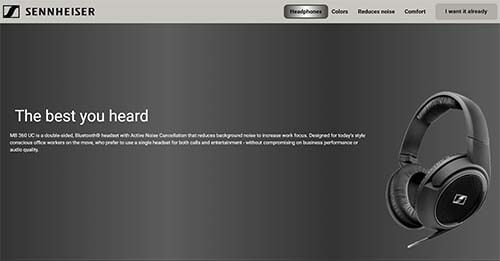 SENNHEISER
Headphones Colors Reduces noise Comfort I want it already
The best you heard
MB 360 UC is a double-sided, Bluetooth® headset with Active Noise Cancellation that reduces background noise to increase work focus. Designed for today's style
conscious office workers on the move, who prefer to use a single headset for both calls and entertainment - without compromising on business performance or
audio quality.